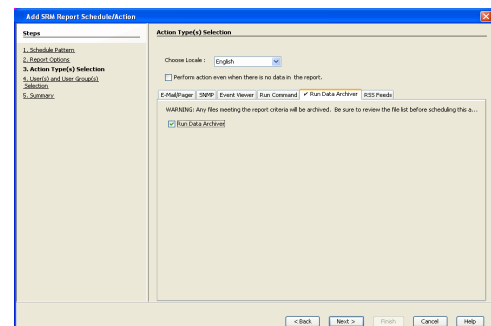 Add SRM Report Schedule/Action
Steps
1. Schedule Pattern
2. Report Options
3. Action Type(s) Selection
4. User(s) and User Group(s)
Selection
5. Summary
Action Type(s) Selection
Choose Locale : English
Perform action even when there is no data in the report.
E-Mail/Pager SNMP Event Viewer Run Command ✔ Run Data Archiver RSS Feeds
WARNING: Any files meeting the report criteria will be archived. Be sure to review the file list before scheduling this a...
Run Data Archiver
< Back Next > Finish Cancel Help